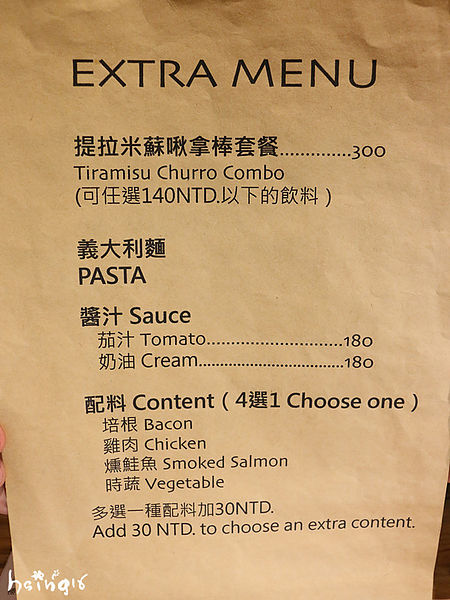 EXTRA MENU
提拉米蘇啾拿棒套餐..............300
Tiramisu Churro Combo
(可任選140NTD.以下的飲料)
義大利麵
PASTA
醬汁 Sauce
茄汁 Tomato............................180
奶油 Cream....................................180
配料 Content（4選1 Choose one）
培根 Bacon
雞肉 Chicken
燻鮭魚 Smoked Salmon
時蔬 Vegetable
多選一種配料加30NTD.
Add 30 NTD. to choose an extra content.
hsing16